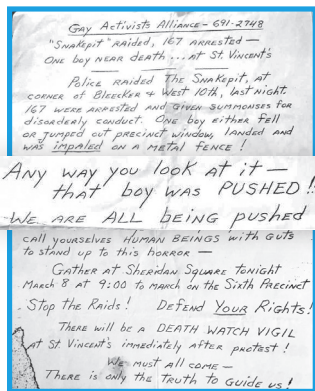 GAY ACTIVISTS ALLIANCE - 691-2748
"SNAKEPIT" RAIDED, 167 ARRESTED —
ONE BOY NEAR DEATH ... AT ST. VINCENT'S
POLICE RAIDED THE SNAKEPIT, AT
CORNER OF BLEECKER + WEST 10th, LAST NIGHT.
167 WERE ARRESTED AND GIVEN SUMMONSES FOR
DISORDERLY CONDUCT. ONE BOY EITHER FELL
OR JUMPED OUT PRECINCT WINDOW, LANDED AND
WAS IMPALED ON A METAL FENCE !
ANY WAY YOU LOOK AT IT —
THAT BOY WAS PUSHED !!
WE ARE ALL BEING PUSHED
CALL YOURSELVES HUMAN BEINGS WITH GUTS
TO STAND UP TO THIS HORROR —
GATHER AT SHERIDAN SQUARE TONIGHT
MARCH 8 AT 9:00 TO MARCH ON THE SIXTH PRECINCT
STOP THE RAIDS ! DEFEND YOUR RIGHTS !
THERE WILL BE A DEATH WATCH VIGIL
AT ST VINCENT'S IMMEDIATELY AFTER PROTEST !
WE MUST ALL COME —
THERE IS ONLY THE TRUTH TO GUIDE US !